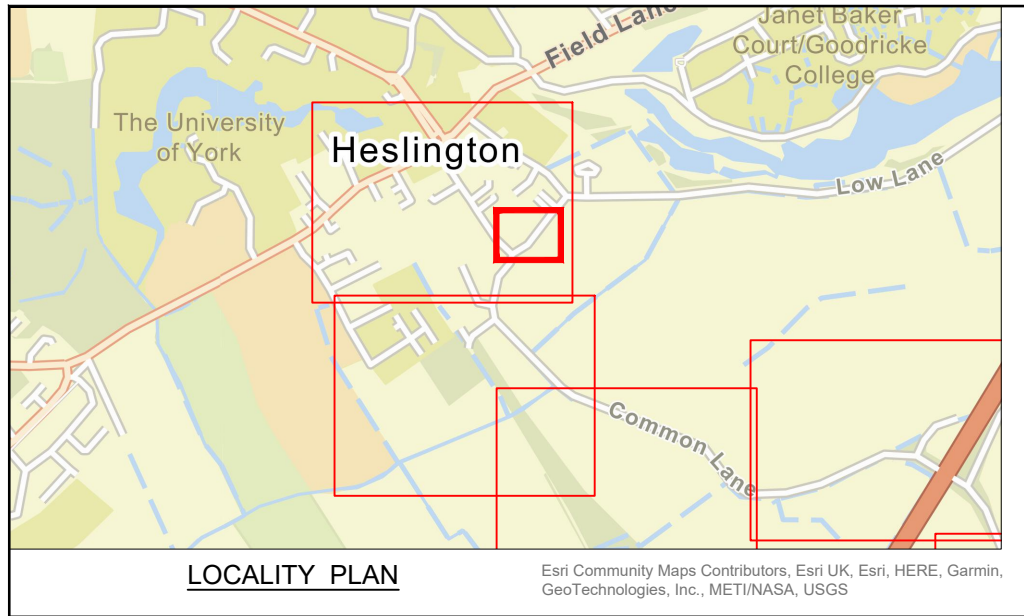 Field Lane
Janet Baker
Court/Goodricke
College
The University
of York
Heslington
Low Lane
Common Lane
LOCALITY PLAN
Esri Community Maps Contributors, Esri UK, Esri, HERE, Garmin,
GeoTechnologies, Inc., METI/NASA, USGS